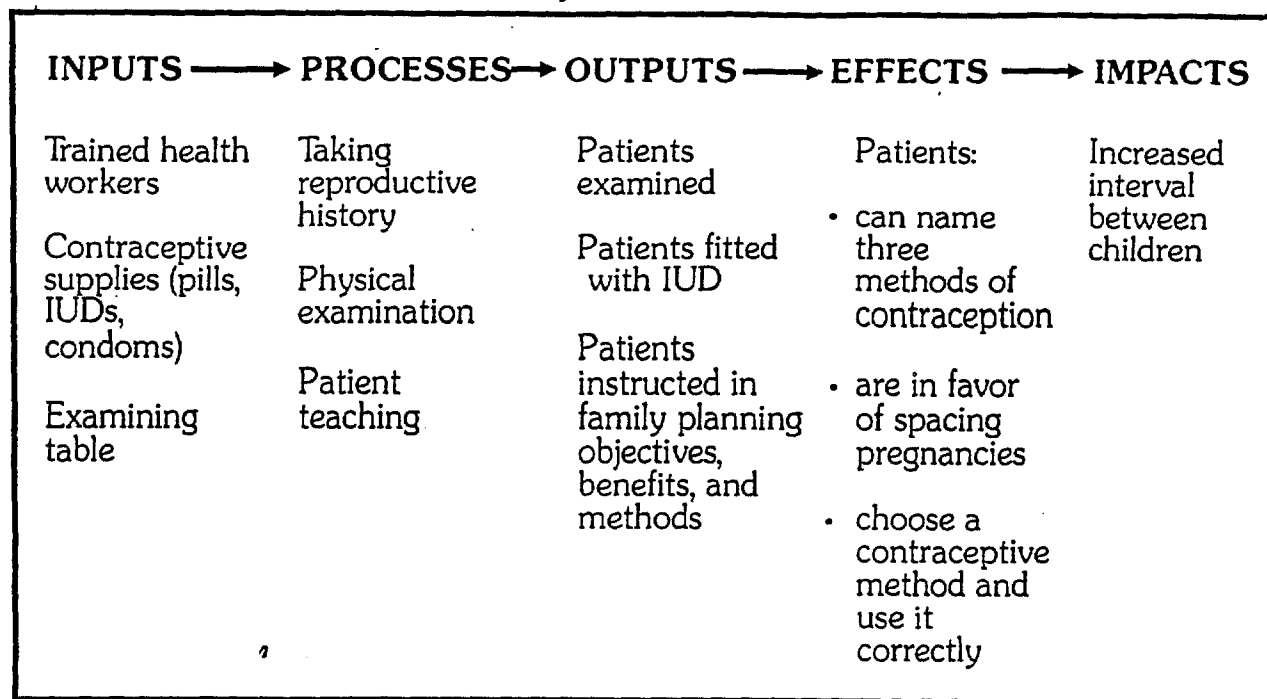 INPUTS → PROCESSES → OUTPUTS → EFFECTS → IMPACTS
Trained health
workers
Contraceptive
supplies (pills,
IUDs,
condoms)
Examining
table
Taking
reproductive
history
Physical
examination
Patient
teaching
Patients
examined
Patients fitted
with IUD
Patients
instructed in
family planning
objectives,
benefits, and
methods
Patients:
• can name
three
methods of
contraception
• are in favor
of spacing
pregnancies
• choose a
contraceptive
method and
use it
correctly
Increased
interval
between
children